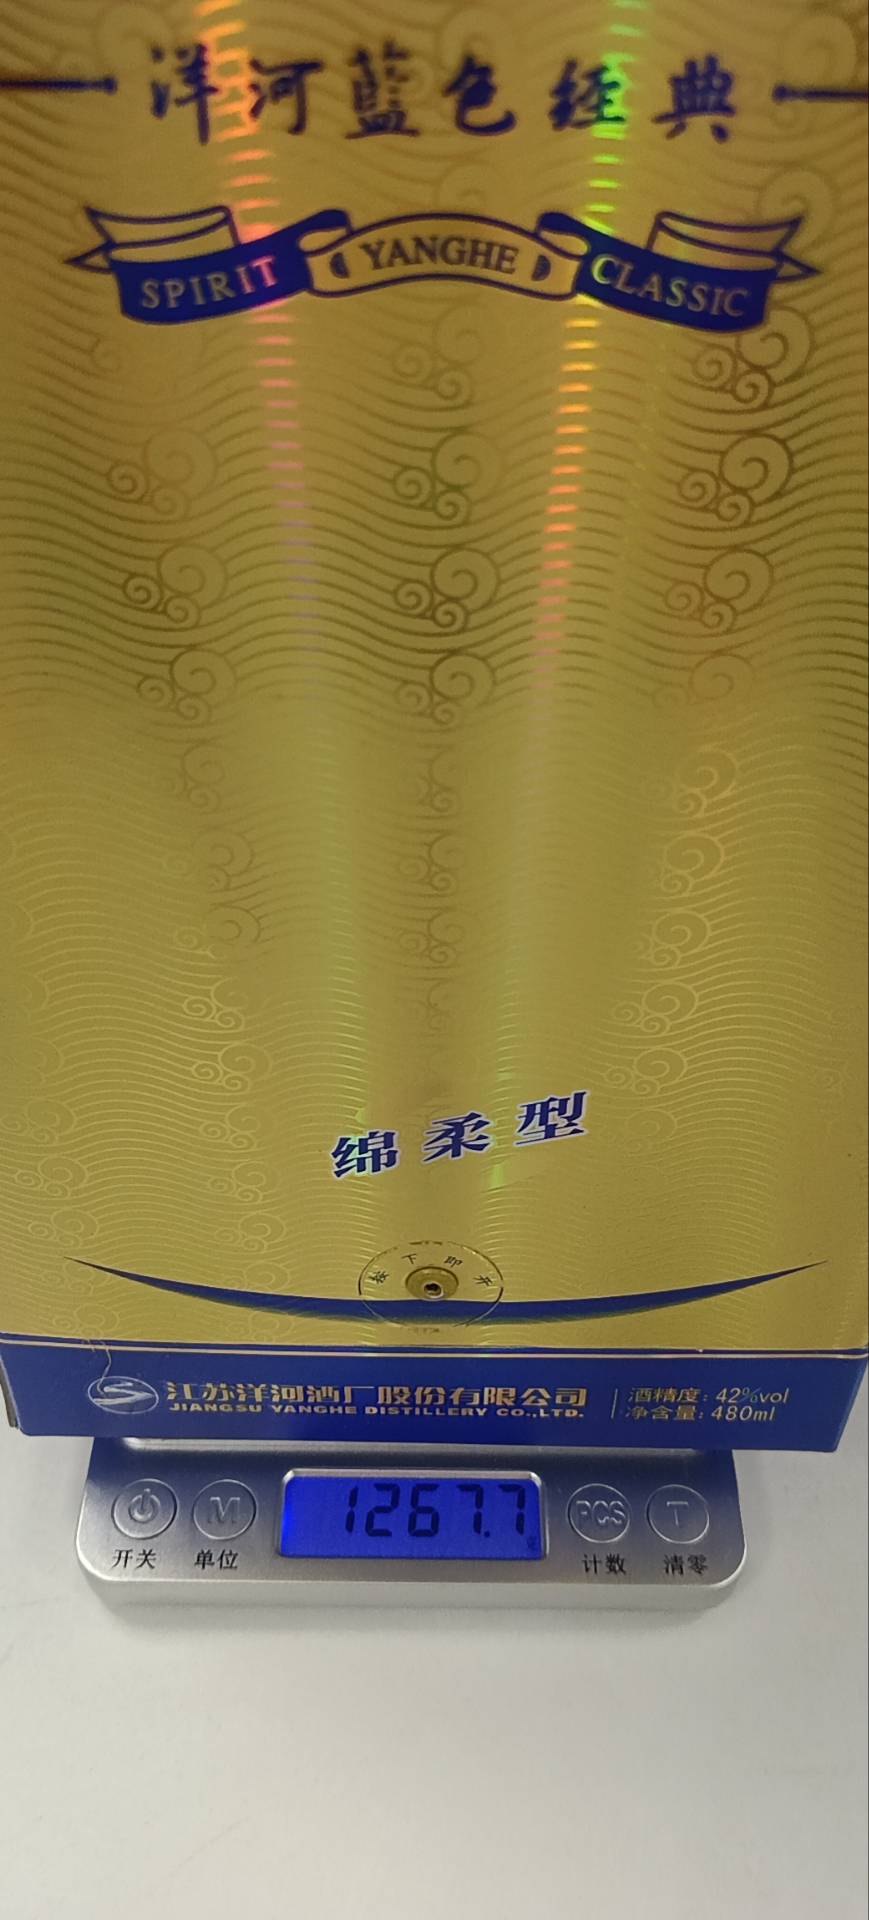 洋河藍色经典
SPIRIT YANGHE CLASSIC
绵柔型
按下即开
江苏洋河酒厂股份有限公司
JIANGSU YANGHE DISTILLERY CO.,LTD.
酒精度: 42%vol
净含量: 480ml
1267.7
M PCS T
开关 单位 计数 清零